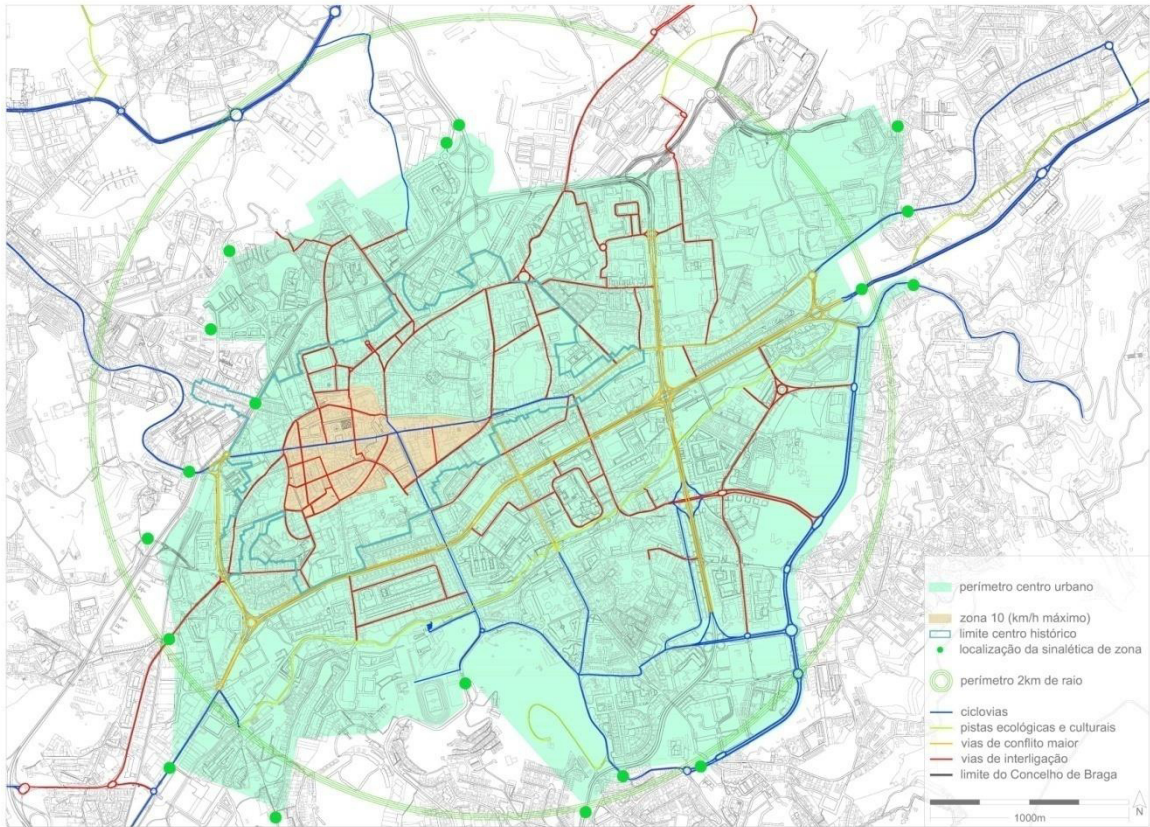 perímetro centro urbano
zona 10 (km/h máximo)
limite centro histórico
localização da sinalética de zona
perímetro 2km de raio
ciclovias
pistas ecológicas e culturais
vias de conflito maior
vias de interligação
limite do Concelho de Braga
1000m
N